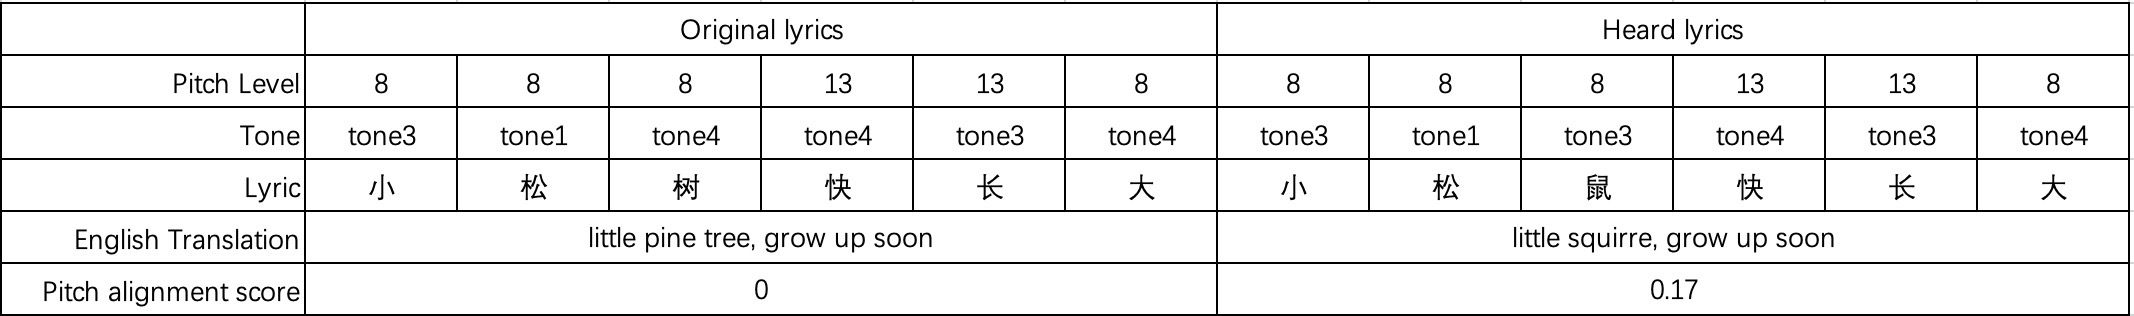 Original lyrics Heard lyrics
Pitch Level 8 8 8 13 13 8 8 8 8 13 13 8
Tone tone3 tone1 tone4 tone4 tone3 tone4 tone3 tone1 tone3 tone4 tone3 tone4
Lyric 小 松 树 快 长 大 小 松 鼠 快 长 大
English Translation little pine tree, grow up soon little squirre, grow up soon
Pitch alignment score 0 0.17